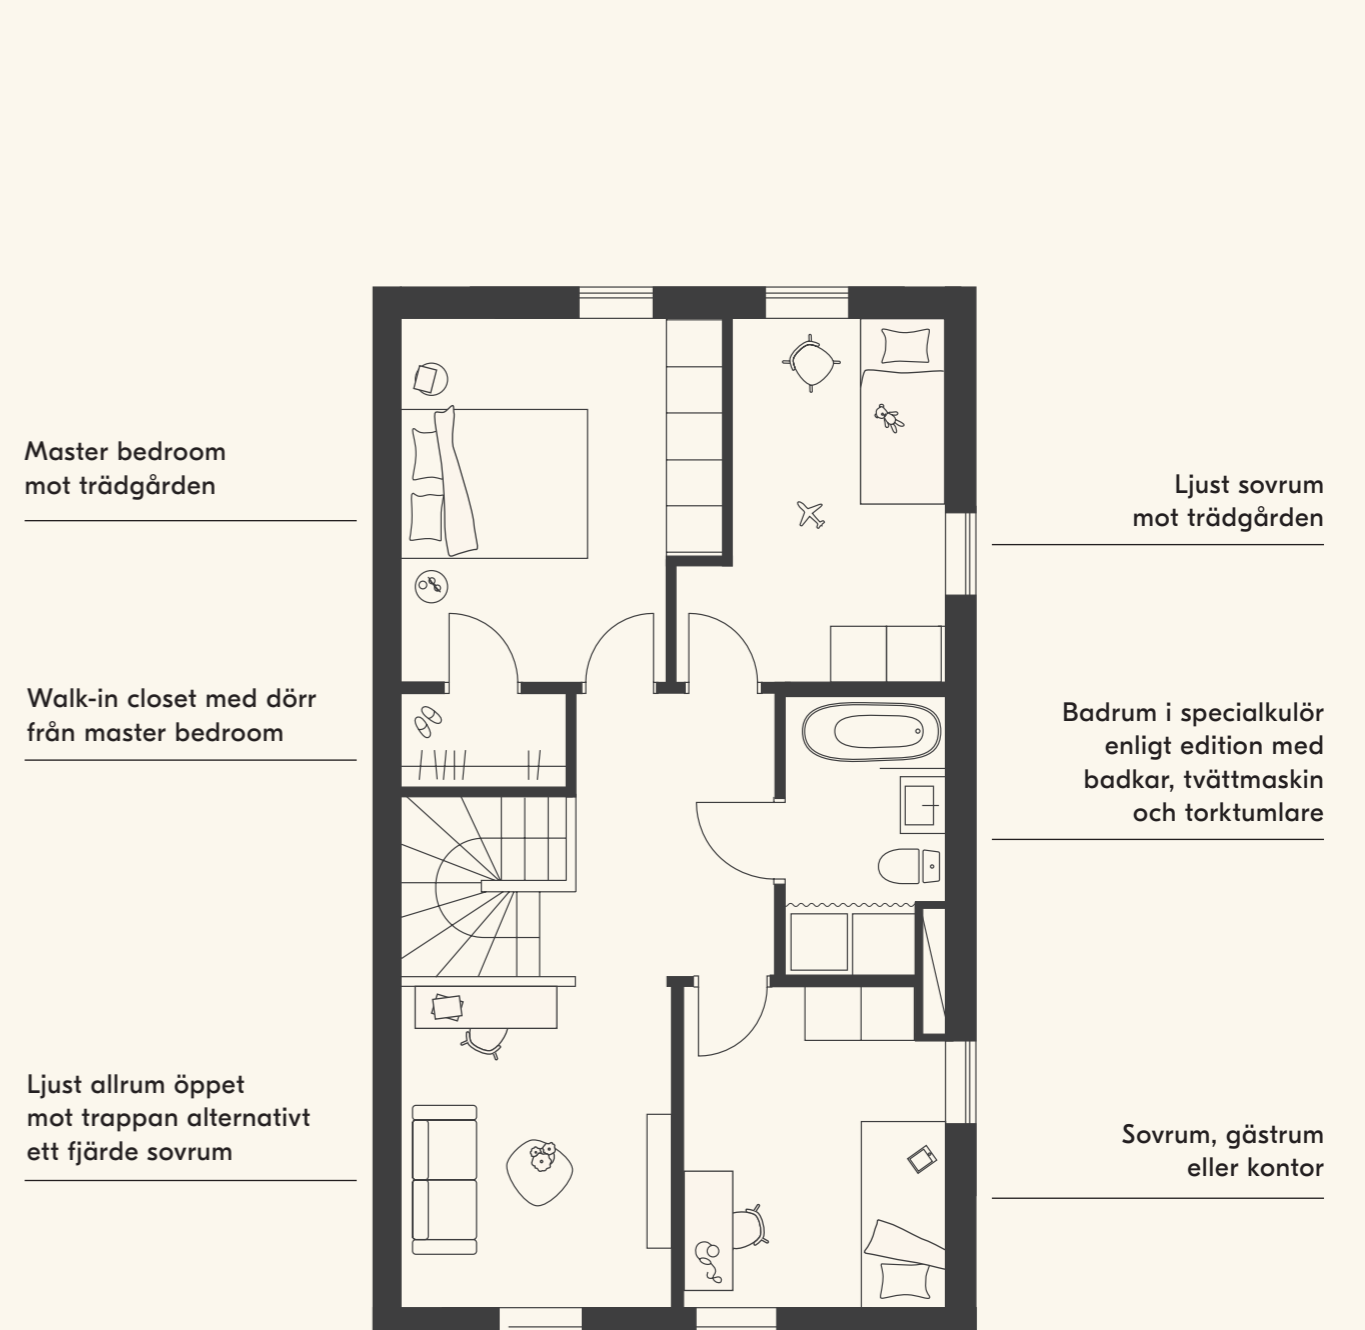 Master bedroom
mot trädgården
Walk-in closet med dörr
från master bedroom
Ljust allrum öppet
mot trappan alternativt
ett fjärde sovrum
Ljust sovrum
mot trädgården
Badrum i specialkulör
enligt edition med
badkar, tvättmaskin
och torktumlare
Sovrum, gästrum
eller kontor